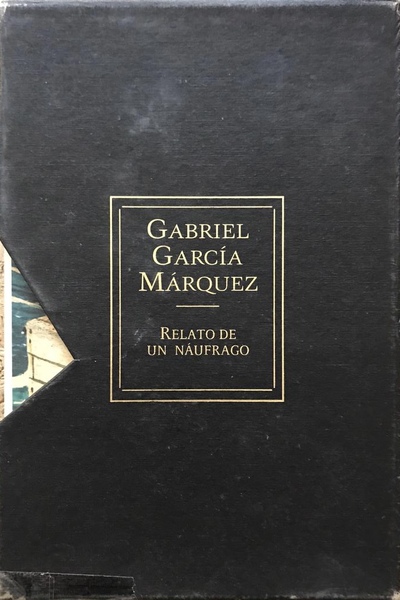 GABRIEL
GARCÍA
MÁRQUEZ
RELATO DE
UN NÁUFRAGO